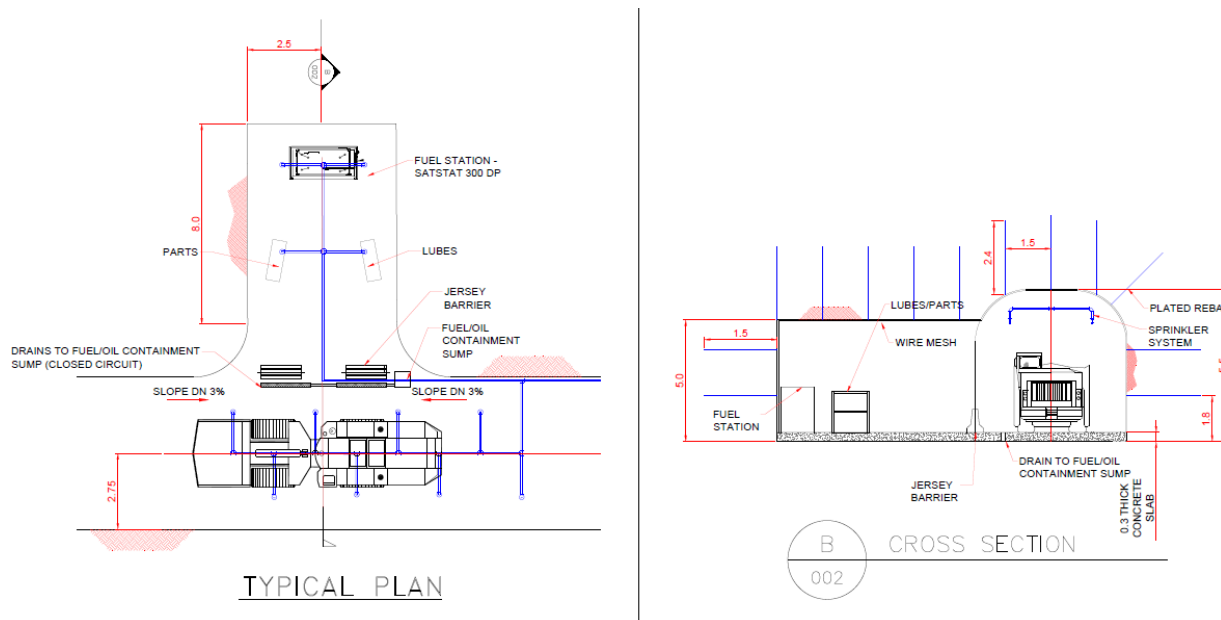 2.5
B
002
8.0
FUEL STATION -
SATSTAT 300 DP
PARTS
LUBES
JERSEY
BARRIER
FUEL/OIL
CONTAINMENT
SUMP
DRAINS TO FUEL/OIL CONTAINMENT
SUMP (CLOSED CIRCUIT)
SLOPE DN 3%
SLOPE DN 3%
2.75
TYPICAL PLAN
2.4
1.5
LUBES/PARTS
PLATED REBA
SPRINKLER
SYSTEM
WIRE MESH
1.5
5.0
1.8
FUEL
STATION
DRAIN TO FUEL/OIL
CONTAINMENT SUMP
JERSEY
BARRIER
0.3 THICK
CONCRETE
SLAB
B
CROSS SECTION
002